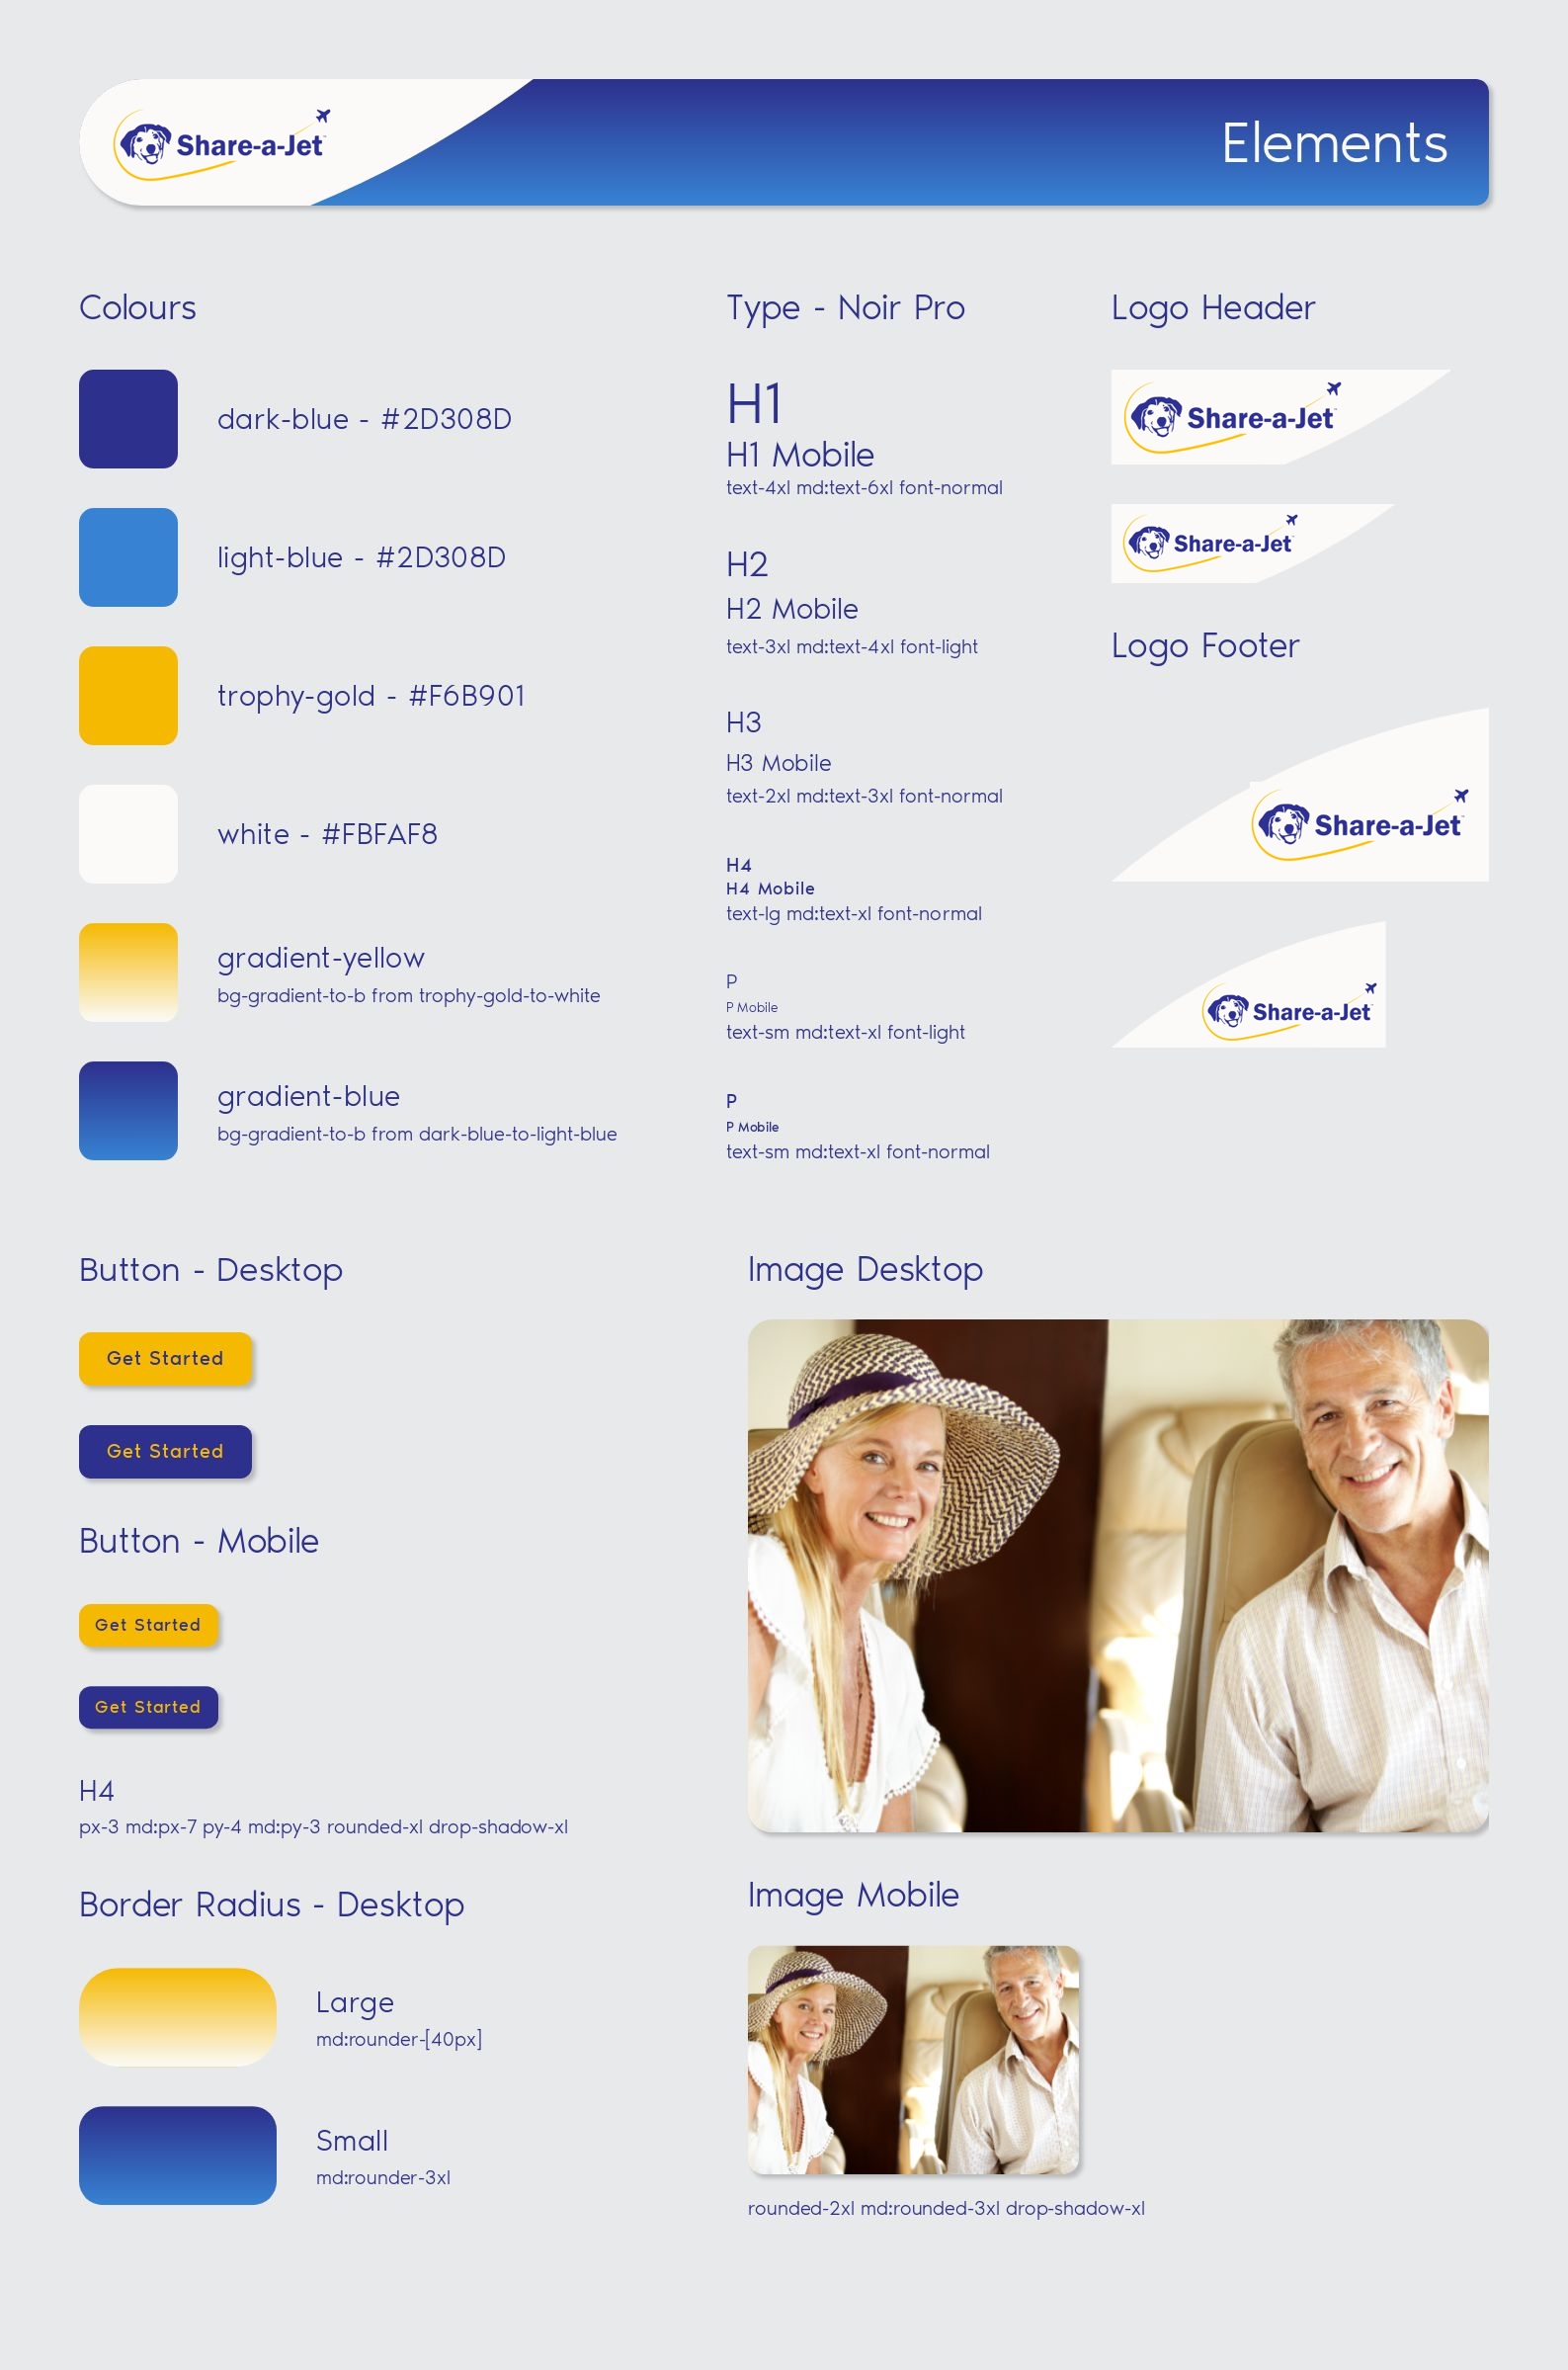 Share-a-Jet
Elements
Colours
dark-blue - #2D308D
light-blue - #2D308D
trophy-gold - #F6B901
white - #FBFAF8
gradient-yellow
bg-gradient-to-b from trophy-gold-to-white
gradient-blue
bg-gradient-to-b from dark-blue-to-light-blue
Type - Noir Pro
H1
H1 Mobile
text-4xl md:text-6xl font-normal
H2
H2 Mobile
text-3xl md:text-4xl font-light
H3
H3 Mobile
text-2xl md:text-3xl font-normal
H4
H4 Mobile
text-lg md:text-xl font-normal
P
P Mobile
text-sm md:text-xl font-light
P
P Mobile
text-sm md:text-xl font-normal
Logo Header
Share-a-Jet
Share-a-Jet
Logo Footer
Share-a-Jet
Share-a-Jet
Button - Desktop
Get Started
Get Started
Button - Mobile
Get Started
Get Started
H4
px-3 md:px-7 py-4 md:py-3 rounded-xl drop-shadow-xl
Border Radius - Desktop
Large
md:rounder-[40px]
Small
md:rounder-3xl
Image Desktop
Image Mobile
rounded-2xl md:rounded-3xl drop-shadow-xl